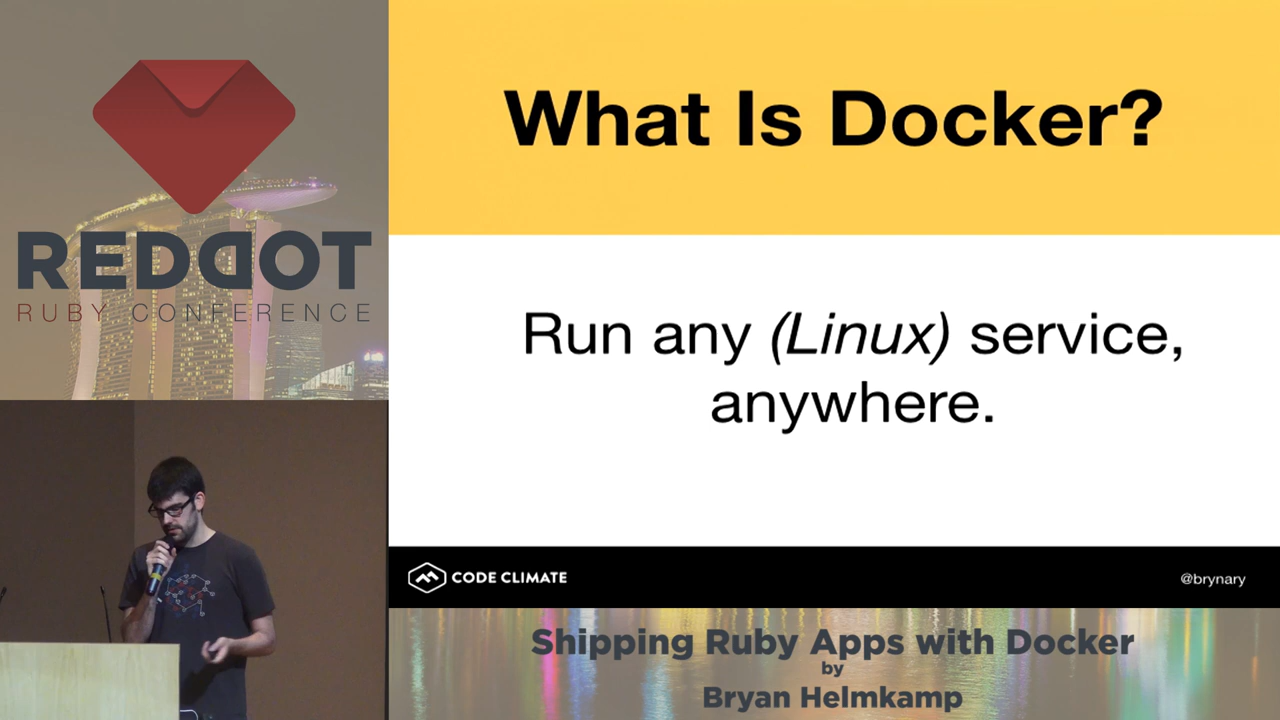 REDDOT
RUBY CONFERENCE
What Is Docker?
Run any (Linux) service,
anywhere.
CODE CLIMATE
@brynary
Shipping Ruby Apps with Docker
by
Bryan Helmkamp